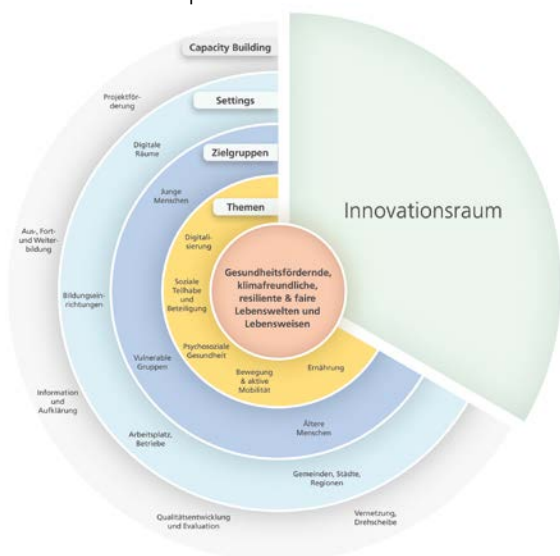 Capacity Building
Settings
Zielgruppen
Themen
Projektför-
derung
Aus-, Fort-
und Weiter-
bildung
Information
und
Aufklärung
Qualitätsentwicklung
und Evaluation
Vernetzung,
Drehscheibe
Digitale
Räume
Bildungsein-
richtungen
Arbeitsplatz,
Betriebe
Gemeinden, Städte,
Regionen
Junge
Menschen
Vulnerable
Gruppen
Ältere
Menschen
Digitali-
sierung
Soziale
Teilhabe
und
Beteiligung
Psychosoziale
Gesundheit
Bewegung
& aktive
Mobilität
Ernährung
Gesundheitsfördernde,
klimafreundliche,
resiliente & faire
Lebenswelten und
Lebensweisen
Innovationsraum